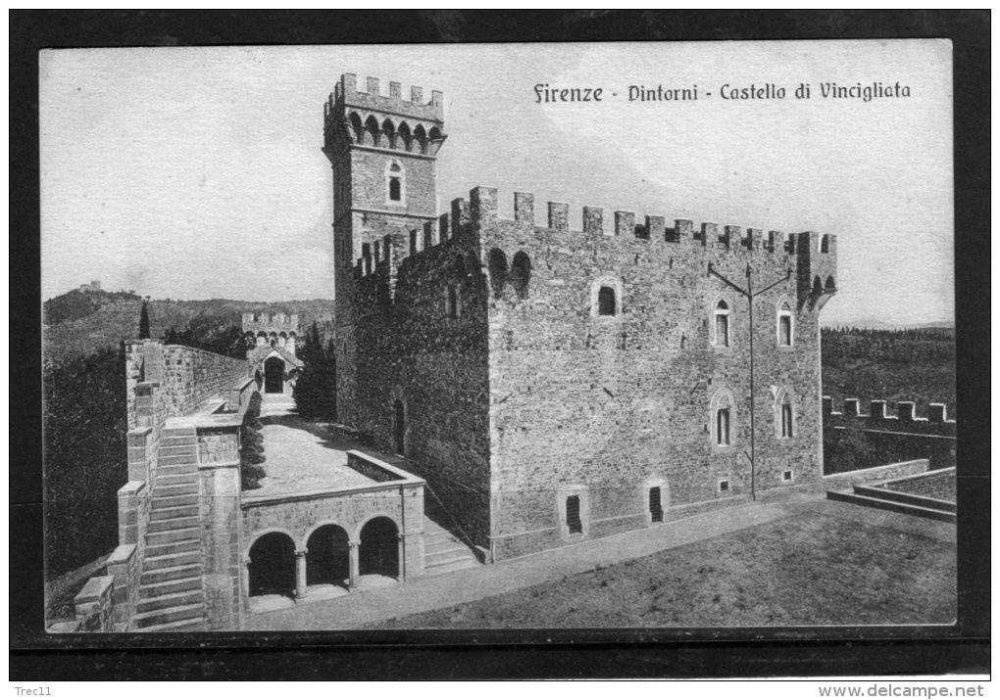 Firenze - Dintorni - Castello di Vincigliata
Trec11
www.delcampe.net